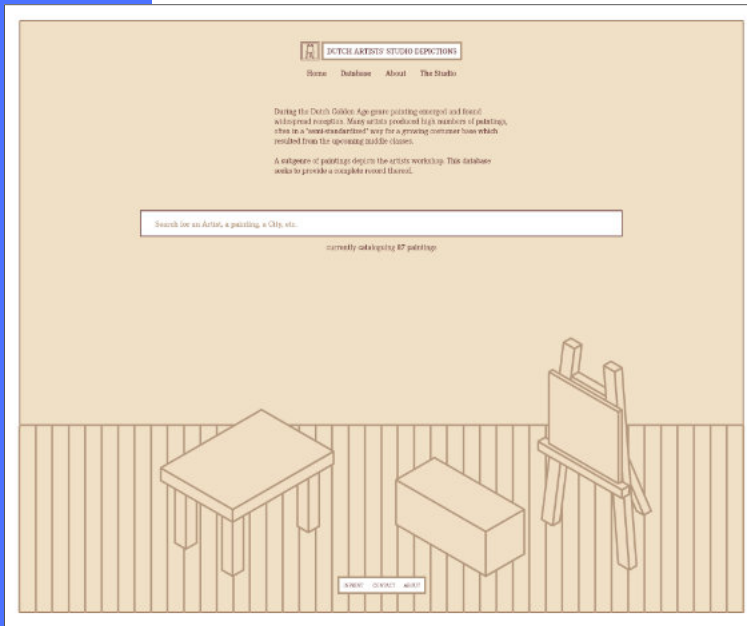 DUTCH ARTISTS' STUDIO DEPICTIONS
Home Database About The Studio
During the Dutch Golden Age genre painting emerged and found
widespread reception. Many artists produced high numbers of paintings,
often in a "semi-standardized" way for a growing costumer base which
resulted from the upcoming middle classes.
A subgenre of paintings depicts the artists workshop. This database
seeks to provide a complete record thereof.
Search for an Artist, a painting, a City, etc.
currently cataloguing 87 paintings
IMPRINT CONTACT ABOUT